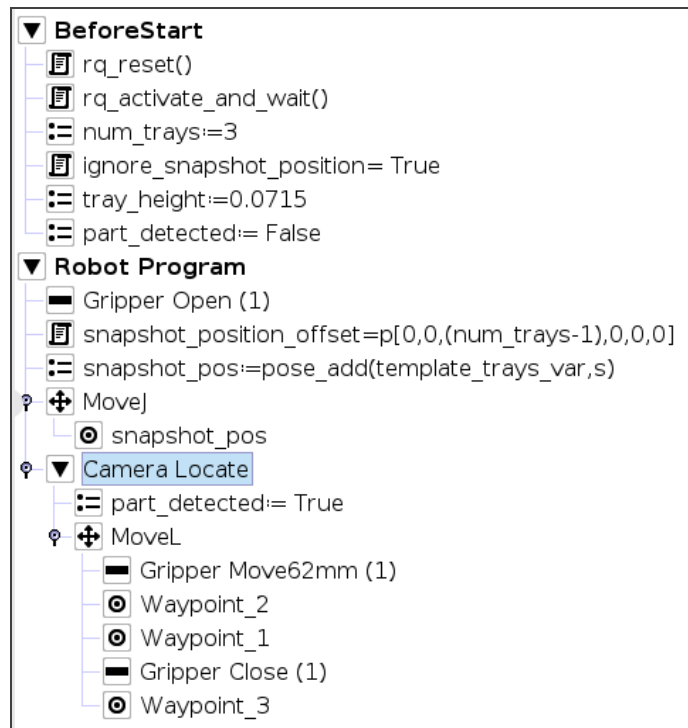 BeforeStart
rq_reset()
rq_activate_and_wait()
num_trays:=3
ignore_snapshot_position= True
tray_height:=0.0715
part_detected:= False
Robot Program
Gripper Open (1)
snapshot_position_offset=p[0,0,(num_trays-1),0,0,0]
snapshot_pos:=pose_add(template_trays_var,s)
MoveJ
snapshot_pos
Camera Locate
part_detected:= True
MoveL
Gripper Move62mm (1)
Waypoint_2
Waypoint_1
Gripper Close (1)
Waypoint_3